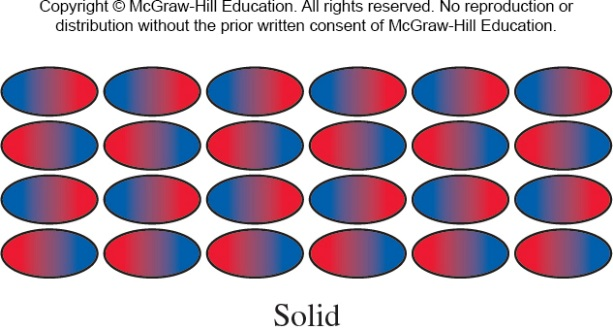 Copyright © McGraw-Hill Education. All rights reserved. No reproduction or
distribution without the prior written consent of McGraw-Hill Education.
Solid